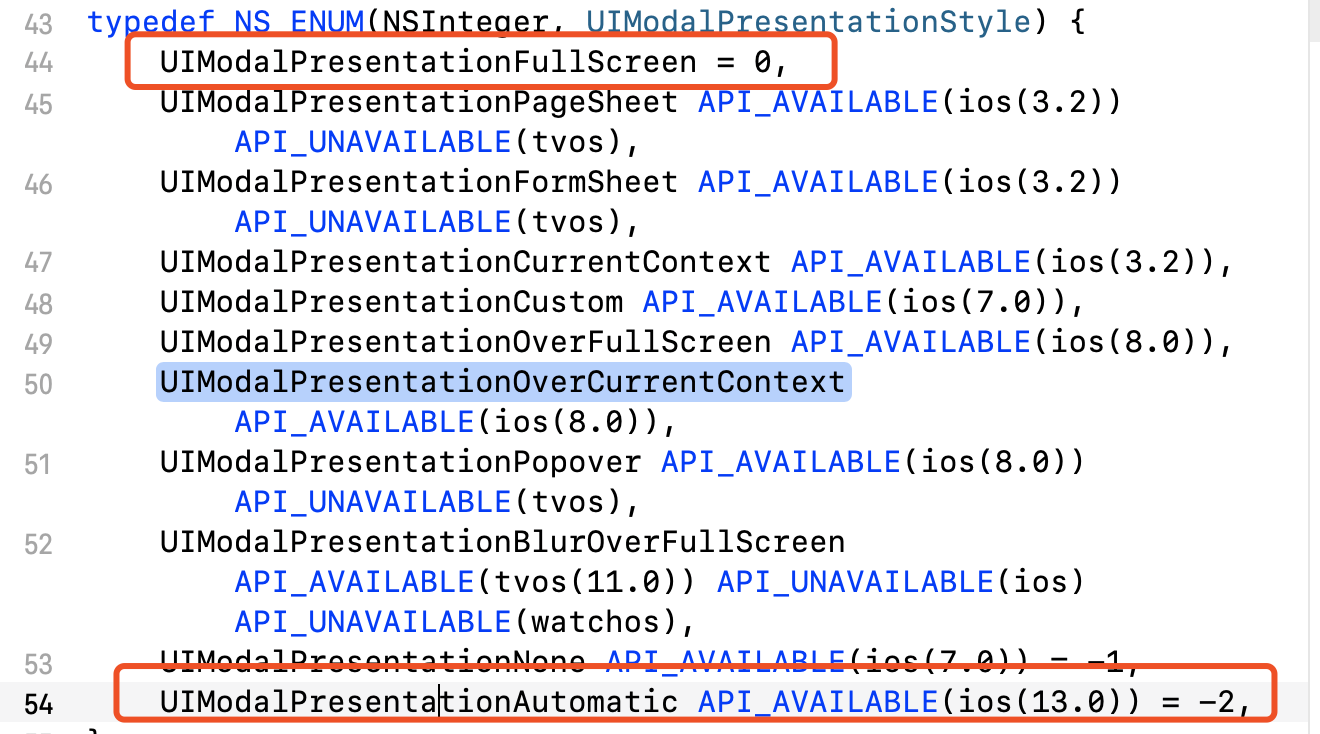 43 typedef NS_ENUM(NSInteger, UIModalPresentationStyle) {
44 UIModalPresentationFullScreen = 0,
45 UIModalPresentationPageSheet API_AVAILABLE(ios(3.2))
API_UNAVAILABLE(tvos),
46 UIModalPresentationFormSheet API_AVAILABLE(ios(3.2))
API_UNAVAILABLE(tvos),
47 UIModalPresentationCurrentContext API_AVAILABLE(ios(3.2)),
48 UIModalPresentationCustom API_AVAILABLE(ios(7.0)),
49 UIModalPresentationOverFullScreen API_AVAILABLE(ios(8.0)),
50 UIModalPresentationOverCurrentContext
API_AVAILABLE(ios(8.0)),
51 UIModalPresentationPopover API_AVAILABLE(ios(8.0))
API_UNAVAILABLE(tvos),
52 UIModalPresentationBlurOverFullScreen
API_AVAILABLE(tvos(11.0)) API_UNAVAILABLE(ios)
API_UNAVAILABLE(watchos),
53 UIModalPresentationNone API_AVAILABLE(ios(7.0)) = -1,
54 UIModalPresentationAutomatic API_AVAILABLE(ios(13.0)) = -2,